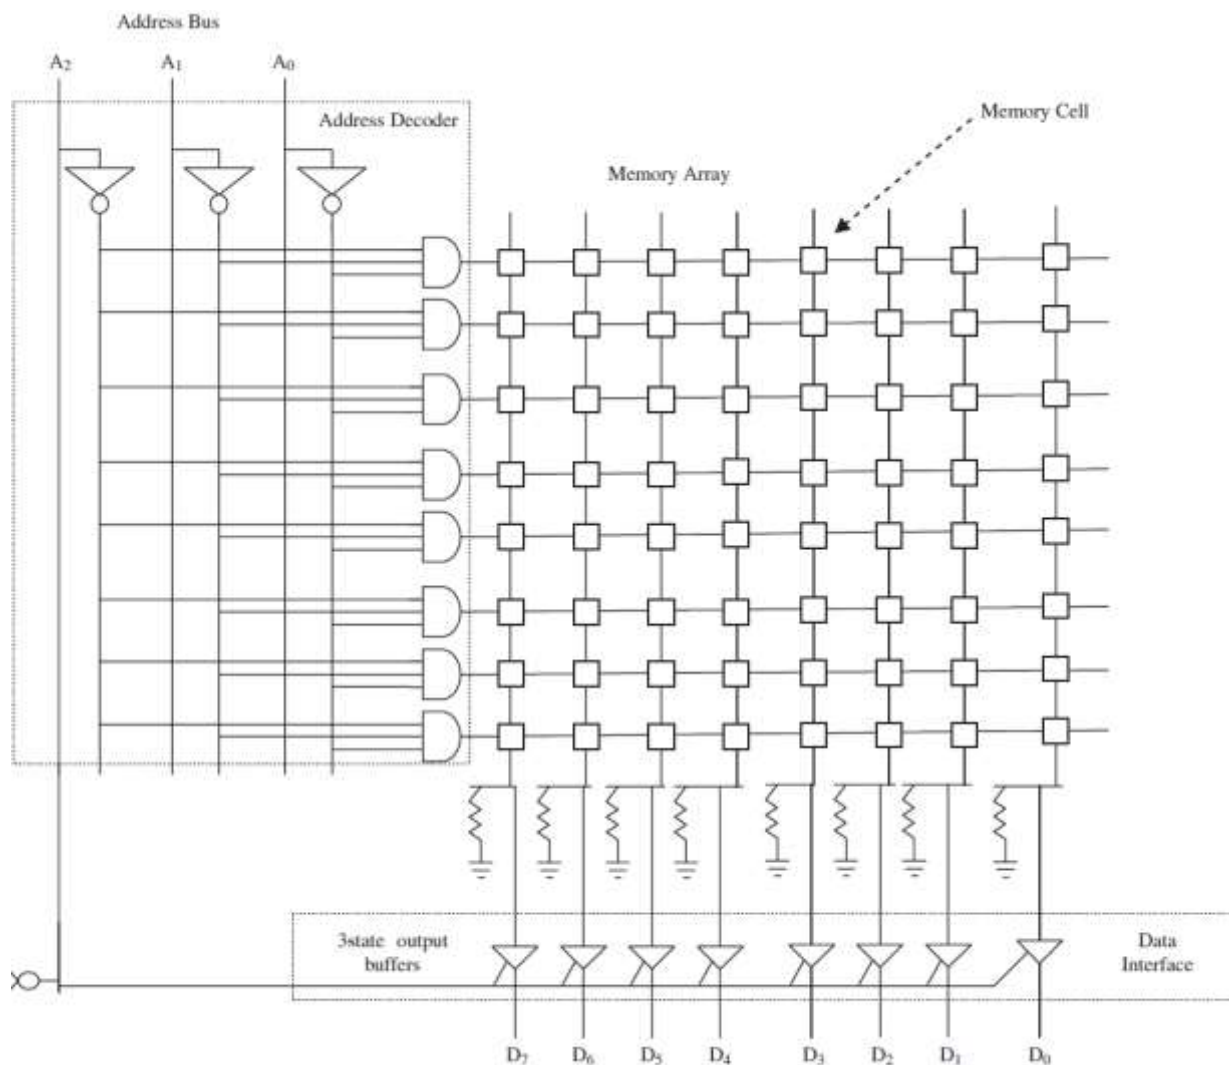 Address Bus
A2 A1 A0
Address Decoder
Memory Cell
Memory Array
3state output
buffers
Data
Interface
D7 D6 D5 D4 D3 D2 D1 D0